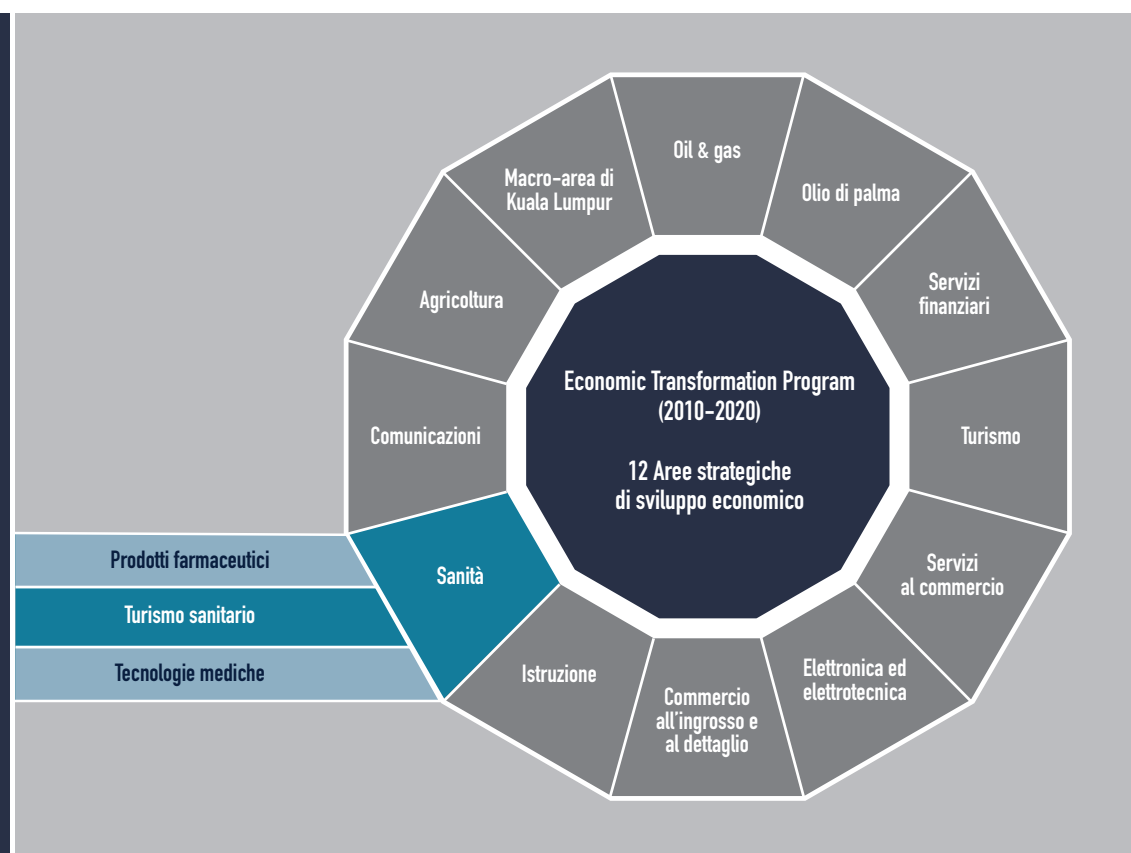 Oil & gas
Olio di palma
Servizi
finanziari
Turismo
Servizi
al commercio
Elettronica ed
elettrotecnica
Commercio
all'ingrosso e
al dettaglio
Istruzione
Sanità
Comunicazioni
Agricoltura
Macro-area di
Kuala Lumpur
Economic Transformation Program
(2010-2020)
12 Aree strategiche
di sviluppo economico
Prodotti farmaceutici
Turismo sanitario
Tecnologie mediche